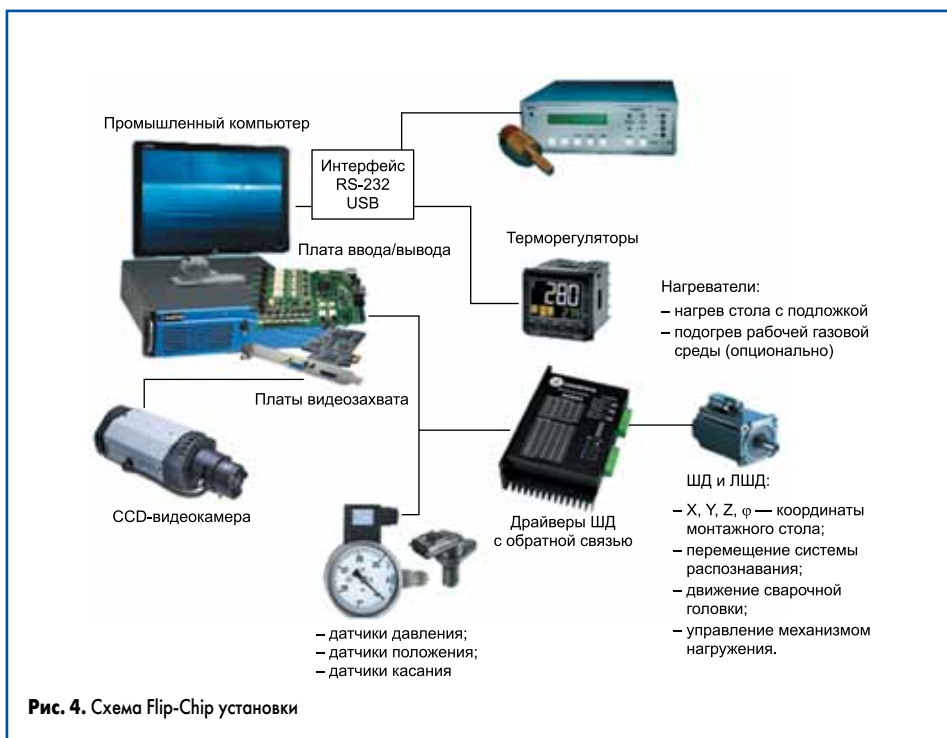 Промышленный компьютер
Интерфейс
RS-232
USB
Плата ввода/вывода
Терморегуляторы
280
Нагреватели:
– нагрев стола с подложкой
– подогрев рабочей газовой
среды (опционально)
Платы видеозахвата
CCD-видеокамера
Драйверы ШД
с обратной связью
ШД и ЛШД:
– X, Y, Z, φ — координаты
монтажного стола;
– перемещение системы
распознавания;
– движение сварочной
головки;
– управление механизмом
нагружения.
– датчики давления;
– датчики положения;
– датчики касания
Рис. 4. Схема Flip-Chip установки